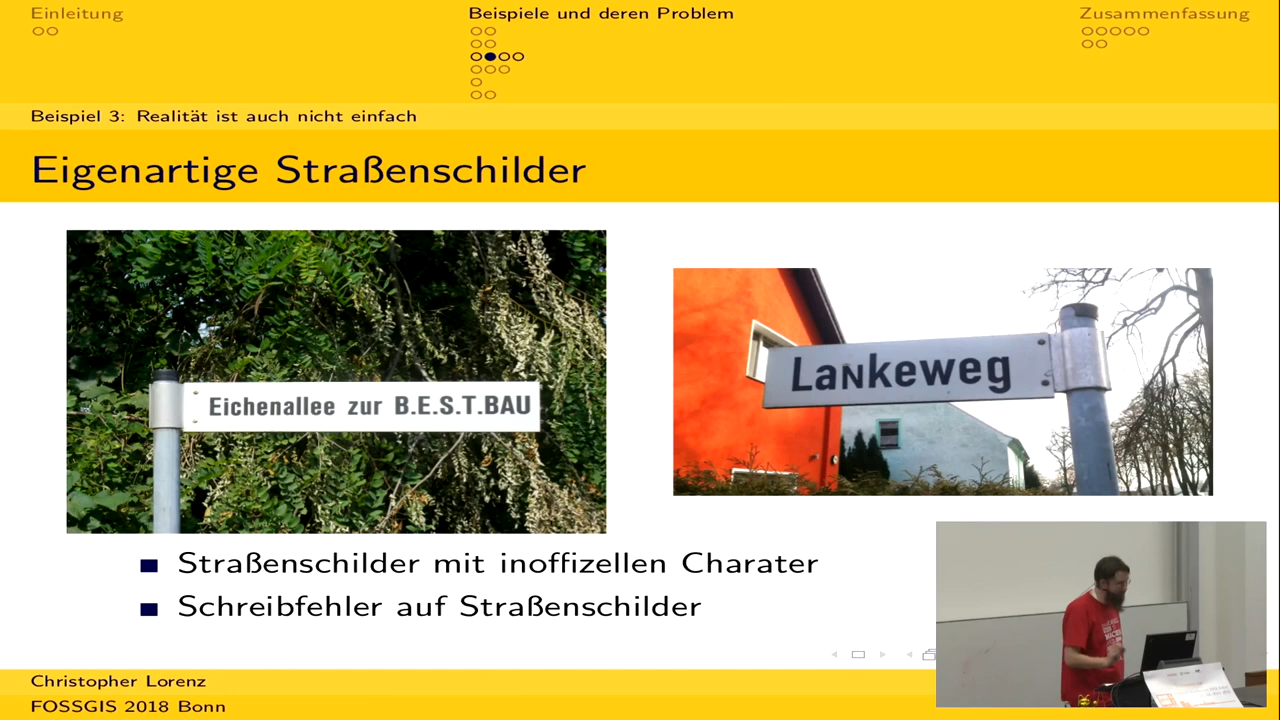 Einleitung
Beispiele und deren Problem
Zusammenfassung
Beispiel 3: Realität ist auch nicht einfach
Eigenartige Straßenschilder
Eichenallee zur B.E.S.T.BAU
Lankeweg
Straßenschilder mit inoffizellen Charater
Schreibfehler auf Straßenschilder
Christopher Lorenz
FOSSGIS 2018 Bonn